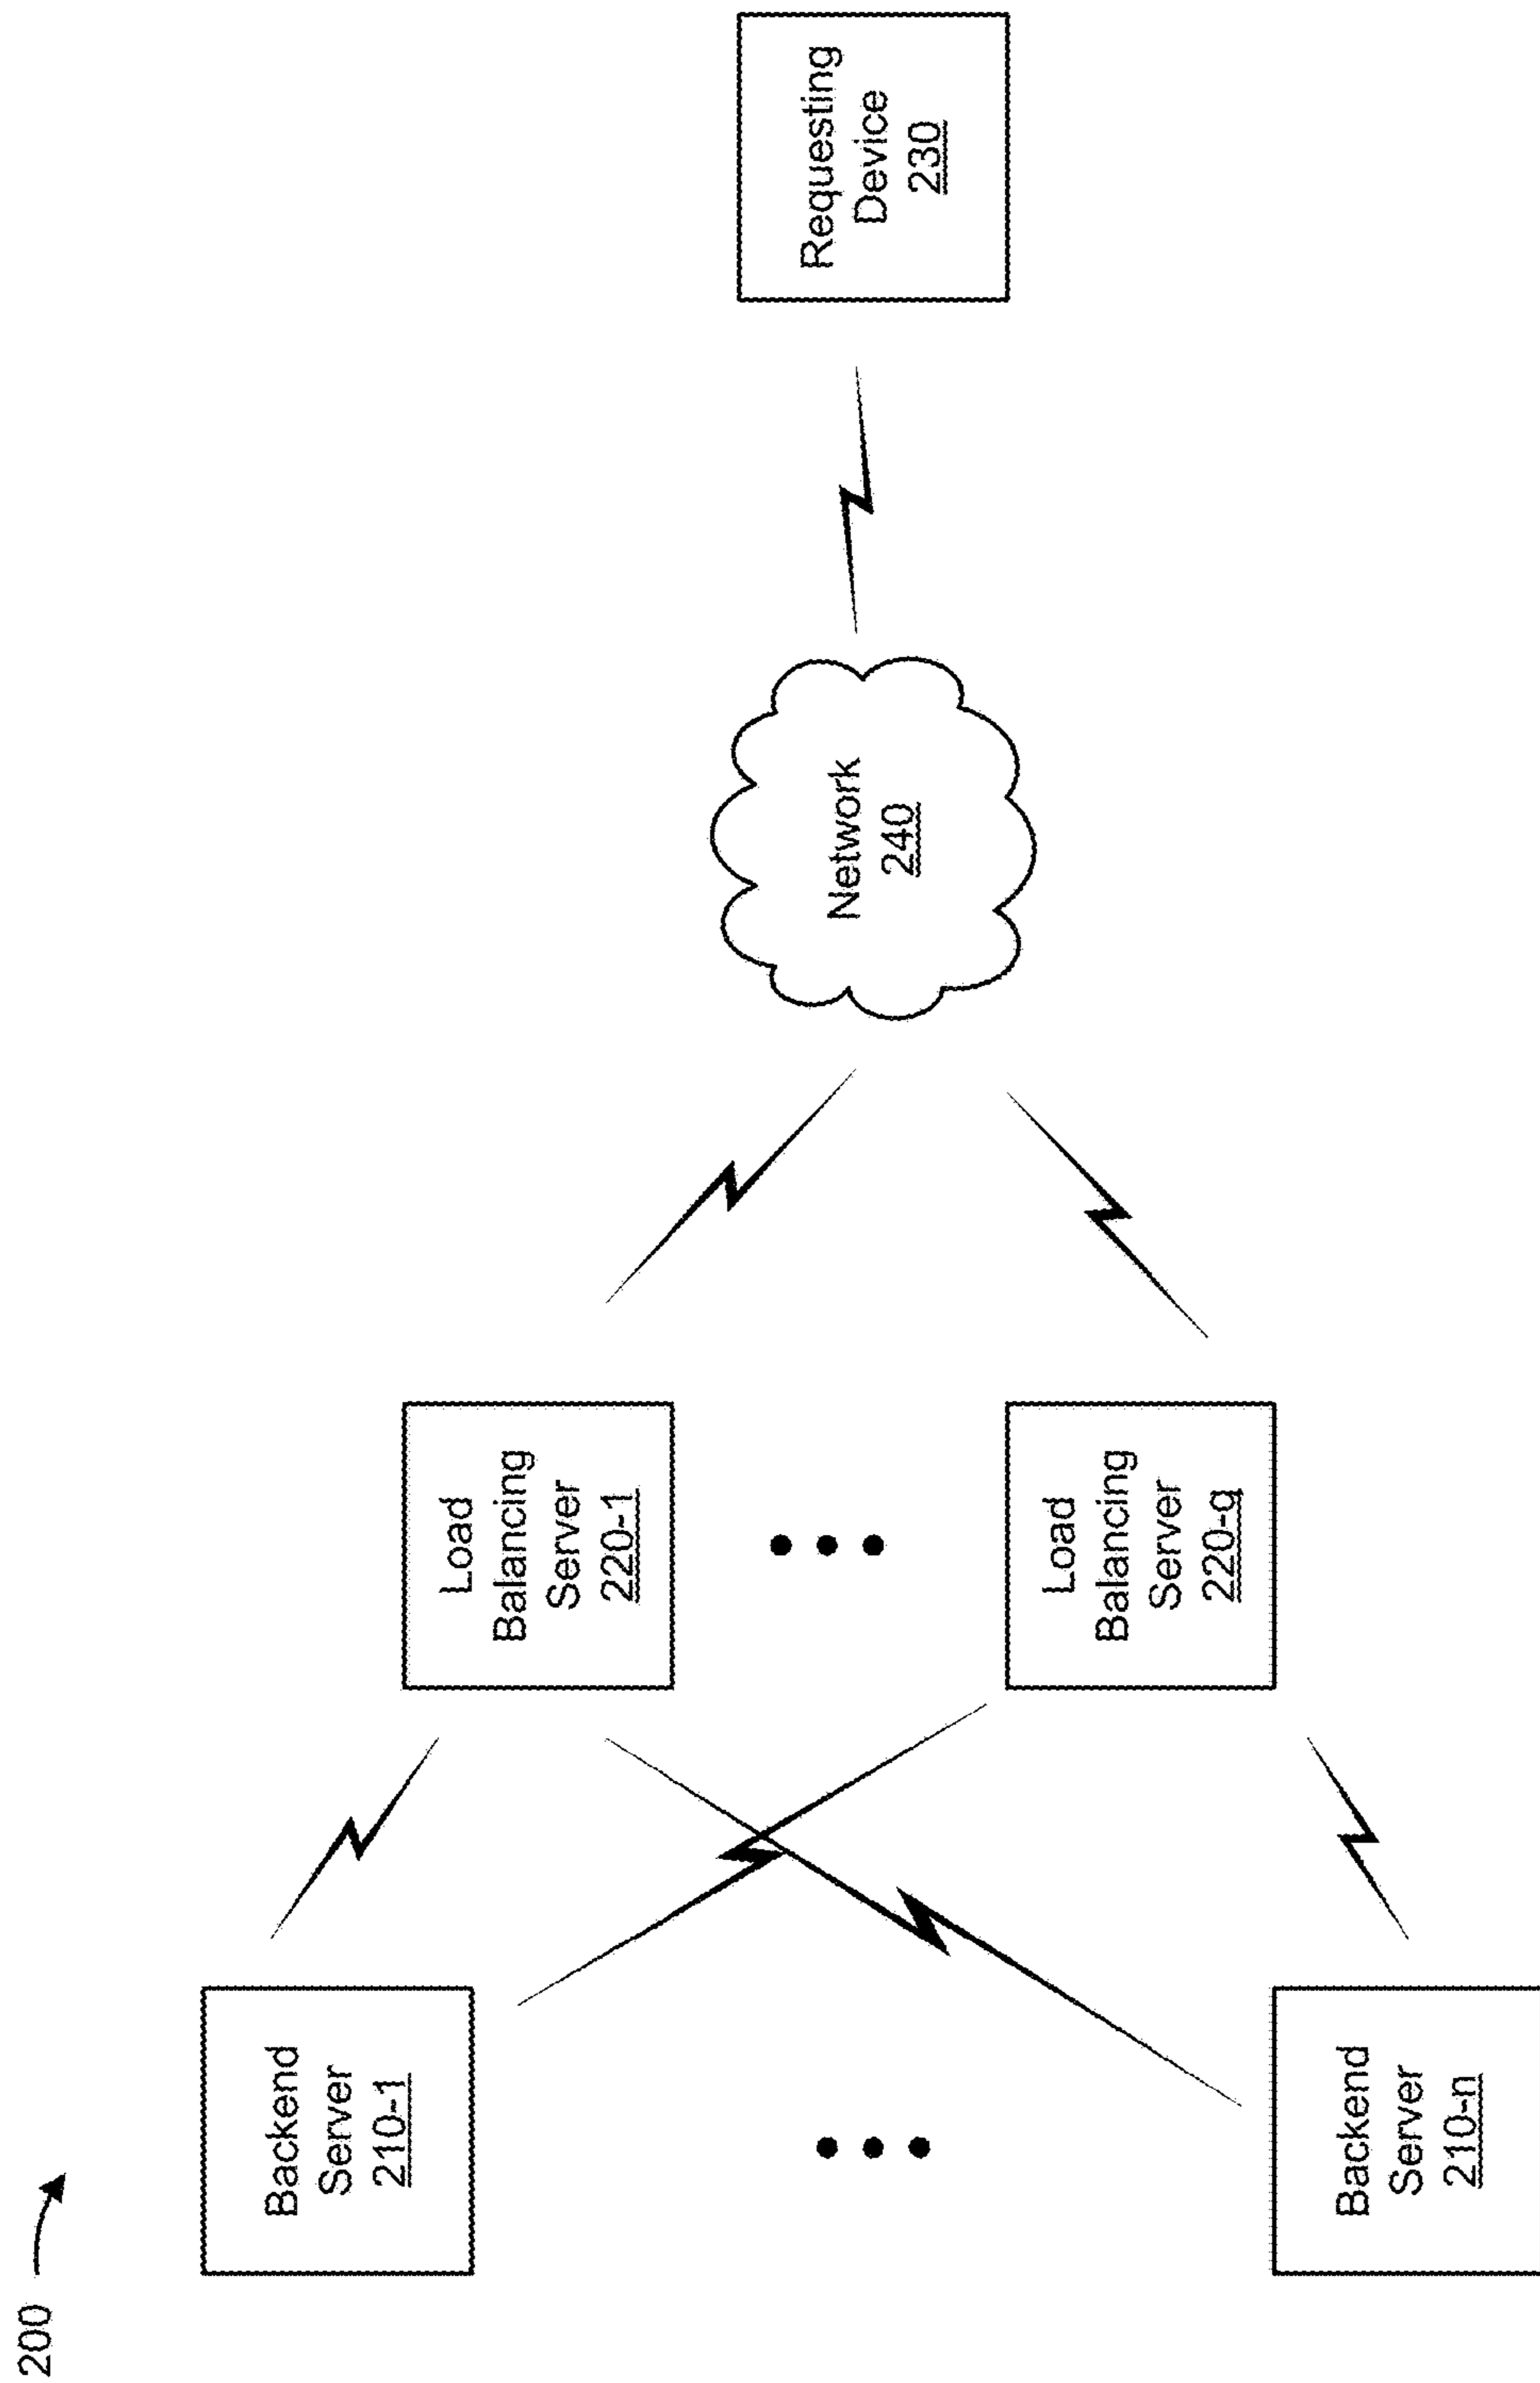 200
Backend
Server
210-1
Backend
Server
210-n
Load
Balancing
Server
220-1
Load
Balancing
Server
220-q
Network
240
Requesting
Device
230